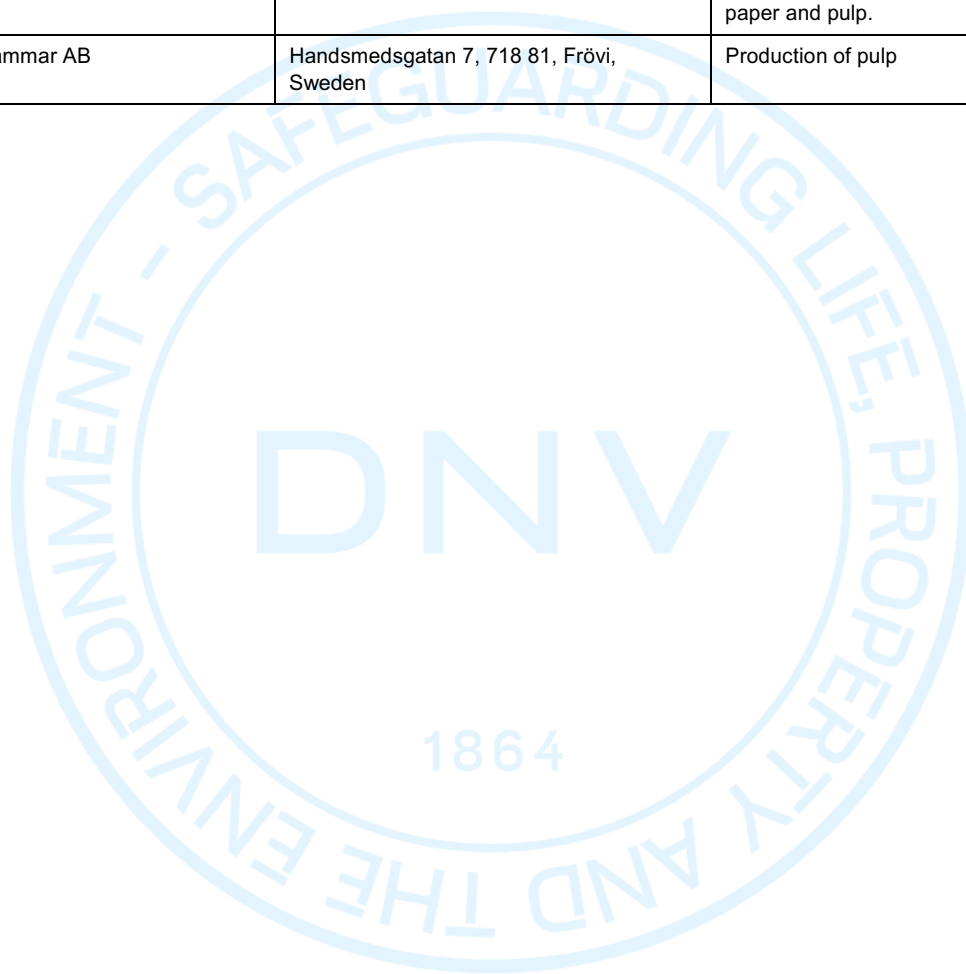 paper and pulp.
ammar AB
Handsmedsgatan 7, 718 81, Frövi,
Sweden
Production of pulp
SAFEGUARDING LIFE, PROPERTY AND THE ENVIRONMENT -
DNV
1864